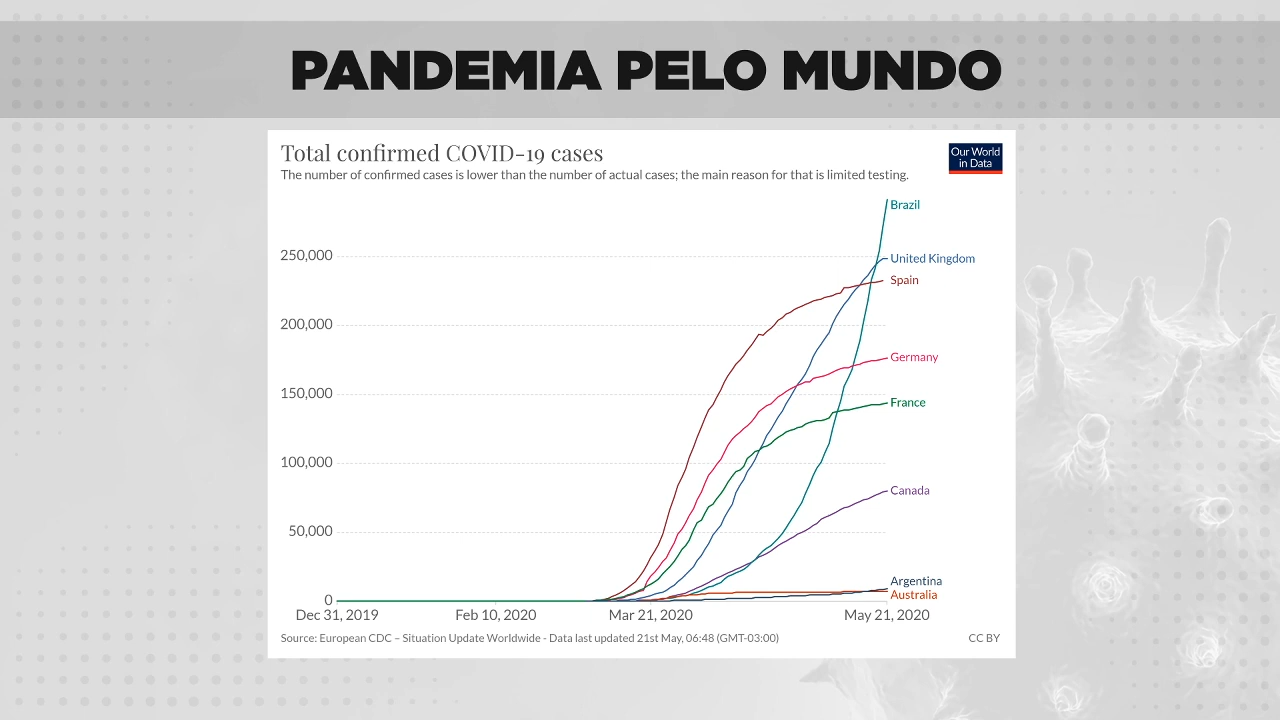 PANDEMIA PELO MUNDO
Total confirmed COVID-19 cases
The number of confirmed cases is lower than the number of actual cases; the main reason for that is limited testing.
Our World
in Data
Brazil
250,000
United Kingdom
Spain
200,000
Germany
150,000
France
100,000
Canada
50,000
Argentina
Australia
0
Dec 31, 2019
Feb 10, 2020
Mar 21, 2020
May 21, 2020
Source: European CDC – Situation Update Worldwide - Data last updated 21st May, 06:48 (GMT-03:00)
CC BY